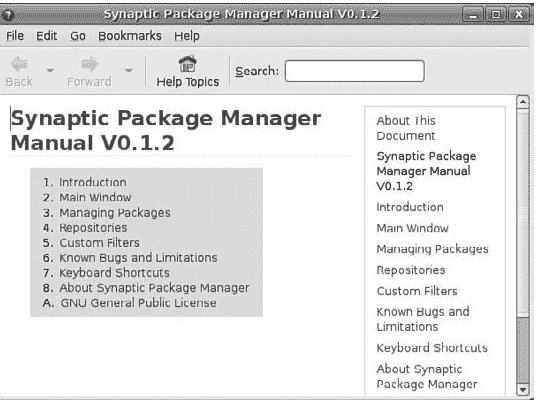 Synaptic Package Manager Manual V0.1.2
File Edit Go Bookmarks Help
Back Forward Help Topics Search:
Synaptic Package Manager
Manual V0.1.2
1. Introduction
2. Main Window
3. Managing Packages
4. Repositories
5. Custom Filters
6. Known Bugs and Limitations
7. Keyboard Shortcuts
8. About Synaptic Package Manager
A. GNU General Public License
About This
Document
Synaptic Package
Manager Manual
V0.1.2
Introduction
Main Window
Managing Packages
Repositories
Custom Filters
Known Bugs and
Limitations
Keyboard Shortcuts
About Synaptic
Package Manager